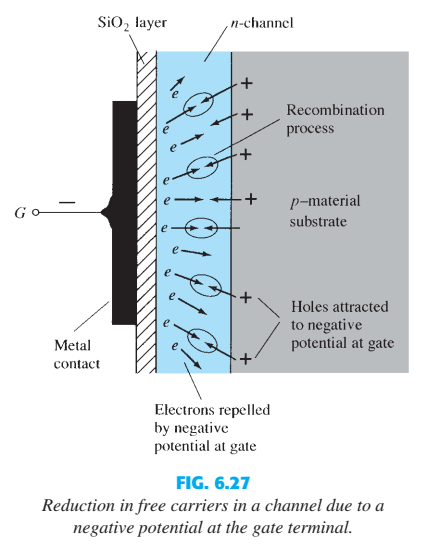 SiO₂ layer
n-channel
e
+
+
Recombination
process
e
e
+
e
e
+
p–material
substrate
G
–
e
e
e
e
+
Holes attracted
to negative
potential at gate
e
e
+
Metal
contact
Electrons repelled
by negative
potential at gate
FIG. 6.27
Reduction in free carriers in a channel due to a
negative potential at the gate terminal.